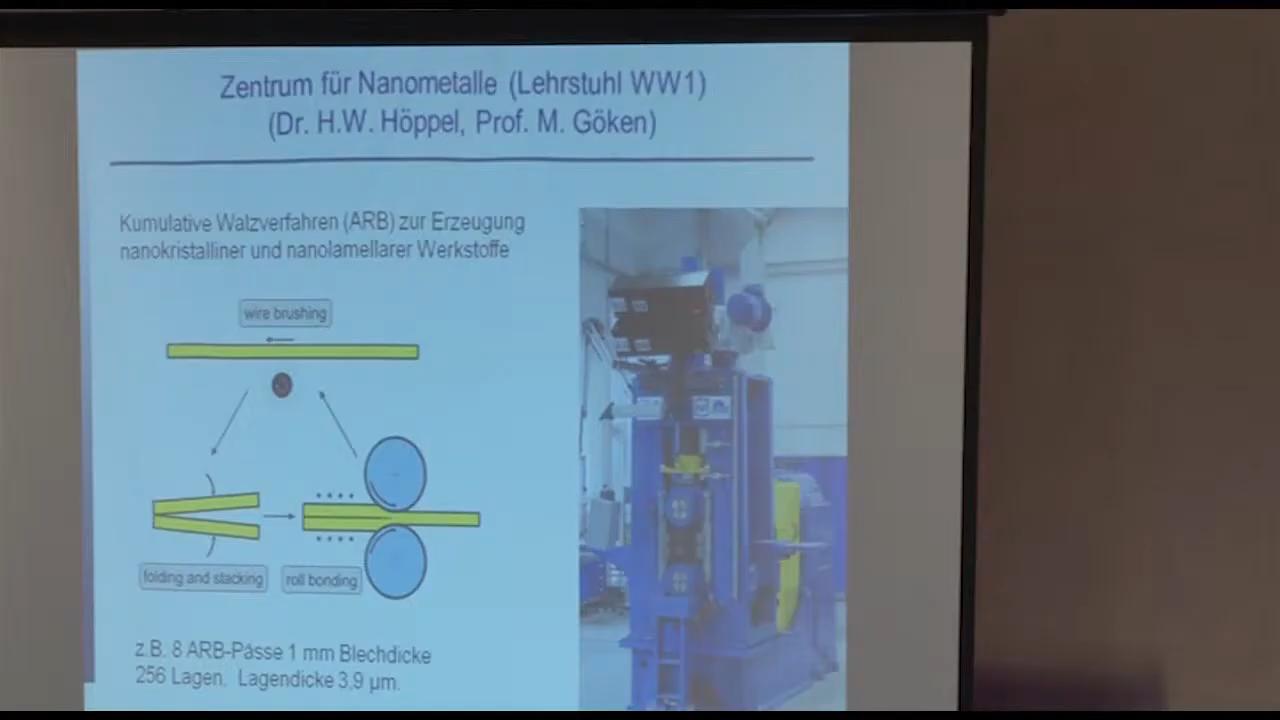 Zentrum für Nanometalle (Lehrstuhl WW1)
(Dr. H.W. Höppel, Prof. M. Göken)
Kumulative Walzverfahren (ARB) zur Erzeugung
nanokristalliner und nanolamellarer Werkstoffe
wire brushing
folding and stacking
roll bonding
z.B. 8 ARB-Pässe 1 mm Blechdicke
256 Lagen. Lagendicke 3,9 µm.